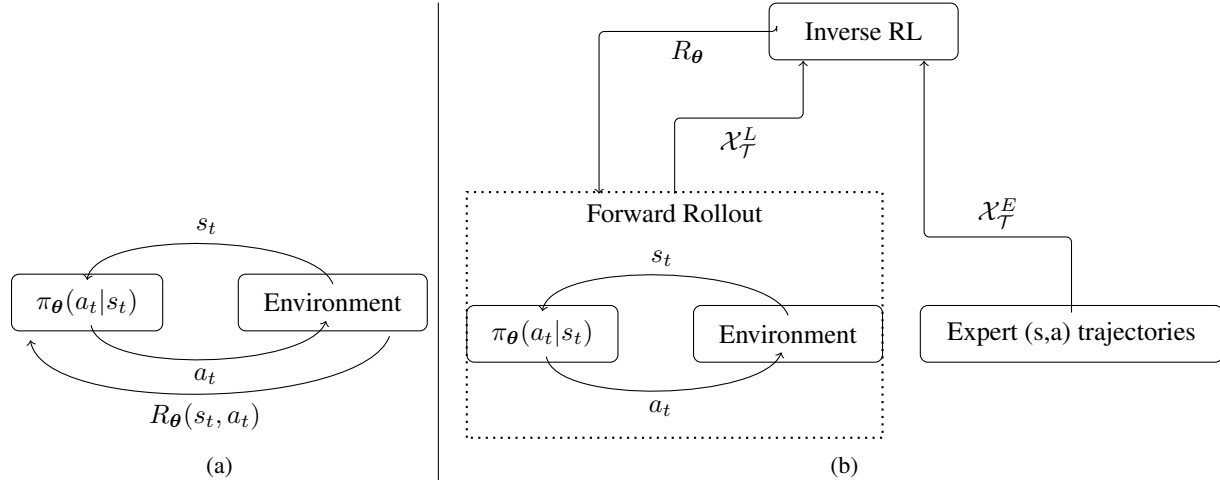 s_t
π_θ(a_t|s_t)
Environment
a_t
R_θ(s_t, a_t)
(a)
Inverse RL
R_θ
𝒳_𝒯^L
Forward Rollout
𝒳_𝒯^E
s_t
π_θ(a_t|s_t)
Environment
Expert (s,a) trajectories
a_t
(b)